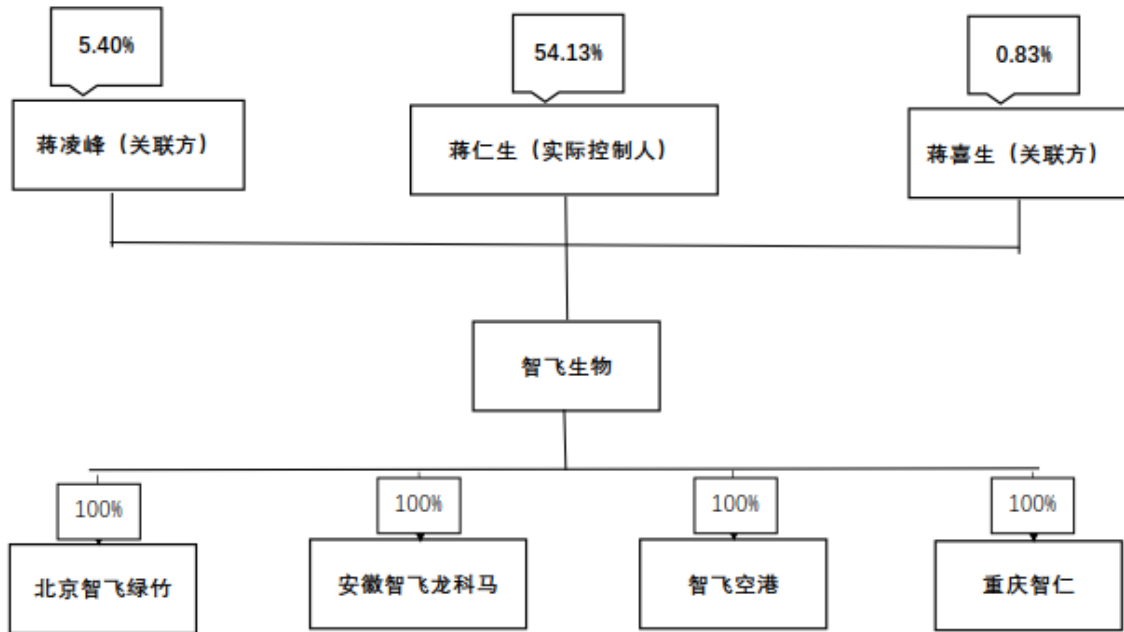 5.40%
54.13%
0.83%
蒋凌峰（关联方）
蒋仁生（实际控制人）
蒋喜生（关联方）
智飞生物
100%
100%
100%
100%
北京智飞绿竹
安徽智飞龙科马
智飞空港
重庆智仁